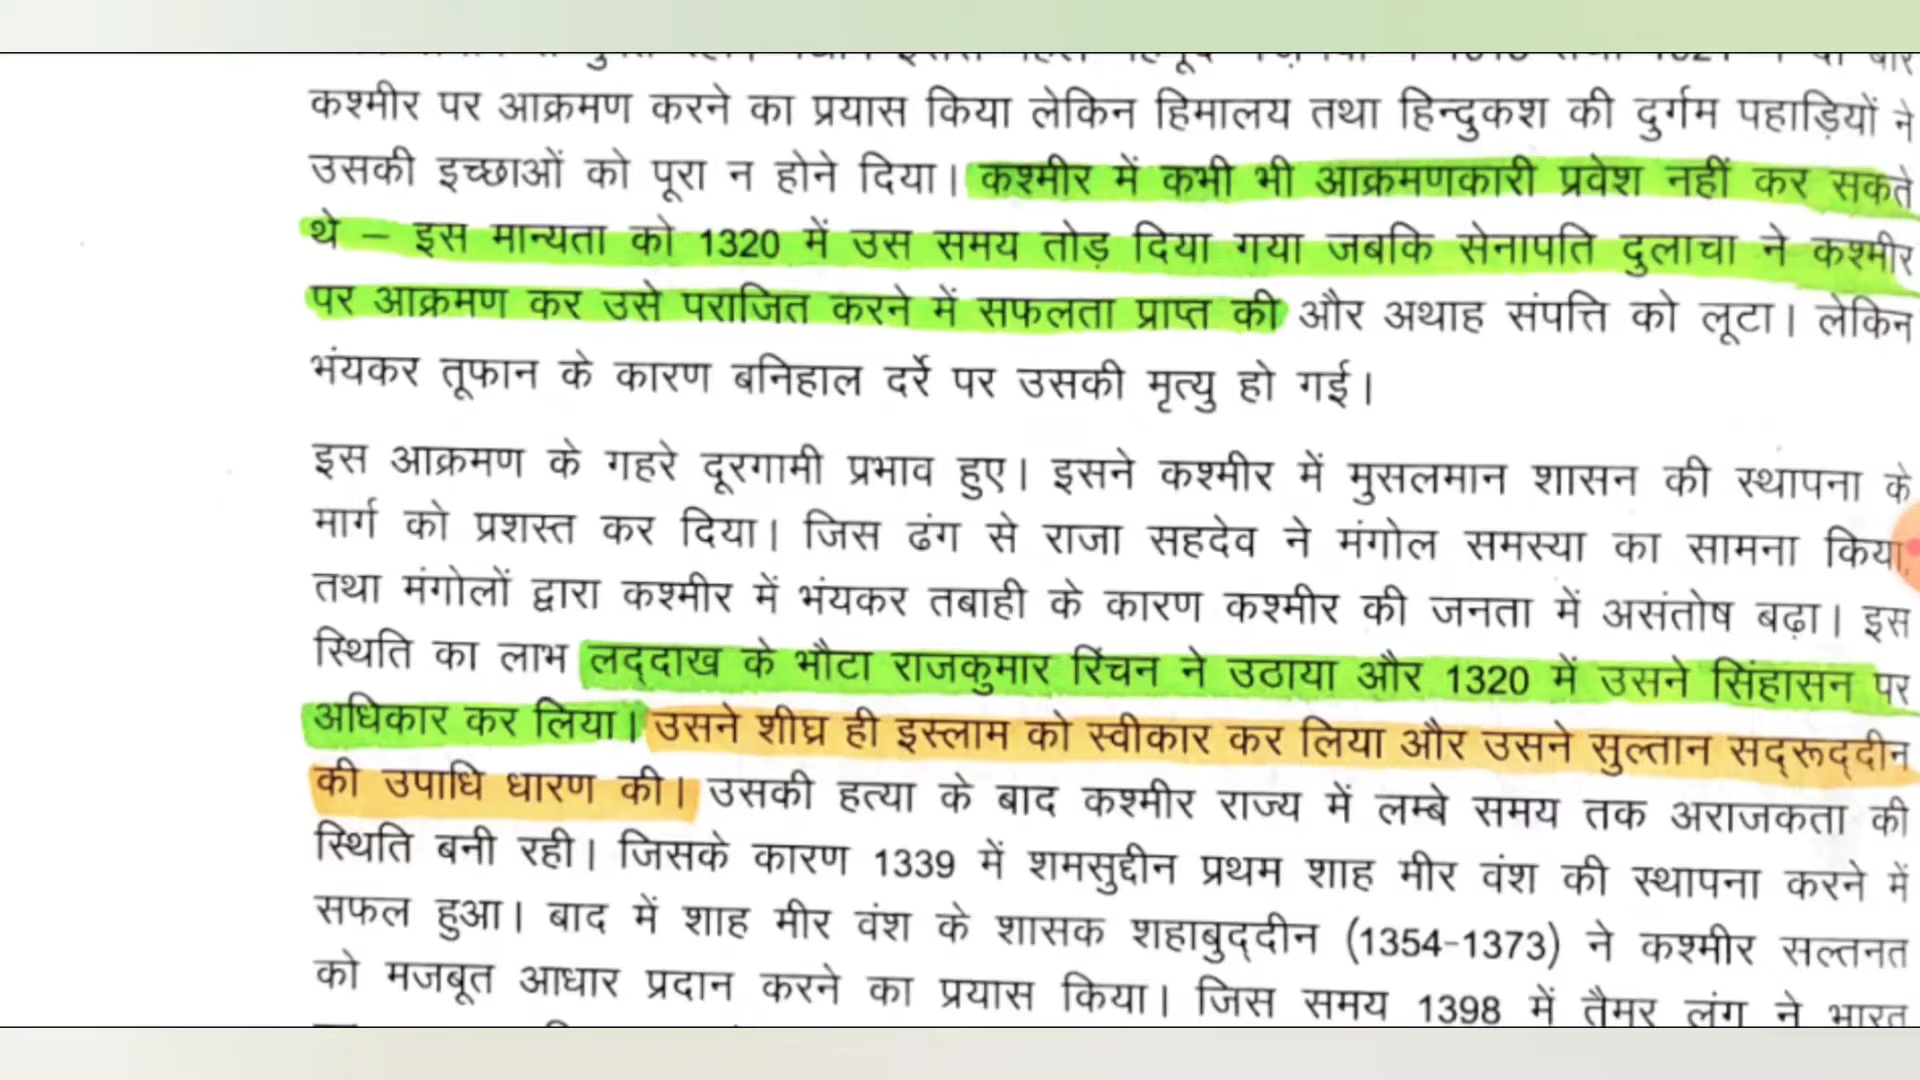 कश्मीर पर आक्रमण करने का प्रयास किया लेकिन हिमालय तथा हिन्दुकश की दुर्गम पहाड़ियों ने
उसकी इच्छाओं को पूरा न होने दिया। कश्मीर में कभी भी आक्रमणकारी प्रवेश नहीं कर सकते
थे – इस मान्यता को 1320 में उस समय तोड़ दिया गया जबकि सेनापति दुलाचा ने कश्मीर
पर आक्रमण कर उसे पराजित करने में सफलता प्राप्त की और अथाह संपत्ति को लूटा। लेकिन
भंयकर तूफान के कारण बनिहाल दर्रे पर उसकी मृत्यु हो गई।
इस आक्रमण के गहरे दूरगामी प्रभाव हुए। इसने कश्मीर में मुसलमान शासन की स्थापना के
मार्ग को प्रशस्त कर दिया। जिस ढंग से राजा सहदेव ने मंगोल समस्या का सामना किया
तथा मंगोलों द्वारा कश्मीर में भंयकर तबाही के कारण कश्मीर की जनता में असंतोष बढ़ा। इस
स्थिति का लाभ लद्दाख के भौटा राजकुमार रिंचन ने उठाया और 1320 में उसने सिंहासन पर
अधिकार कर लिया। उसने शीघ्र ही इस्लाम को स्वीकार कर लिया और उसने सुल्तान सद्रूद्दीन
की उपाधि धारण की। उसकी हत्या के बाद कश्मीर राज्य में लम्बे समय तक अराजकता की
स्थिति बनी रही। जिसके कारण 1339 में शमसुद्दीन प्रथम शाह मीर वंश की स्थापना करने में
सफल हुआ। बाद में शाह मीर वंश के शासक शहाबुद्दीन (1354-1373) ने कश्मीर सल्तनत
को मजबूत आधार प्रदान करने का प्रयास किया। जिस समय 1398 में तैमूर लंग ने भारत